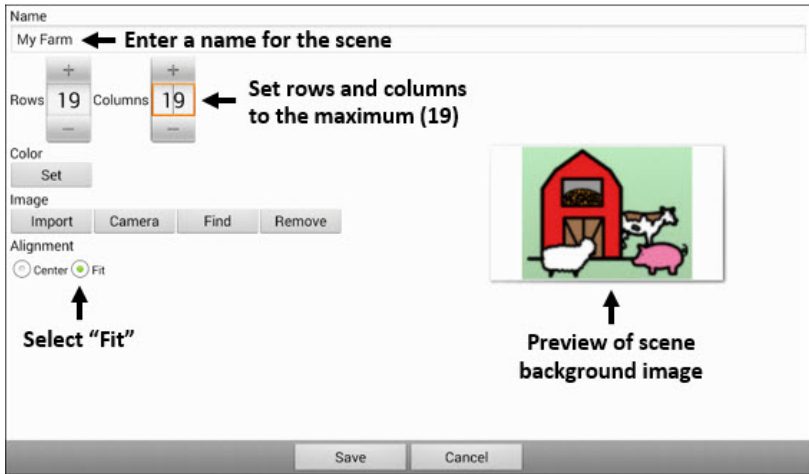 Name
My Farm
Enter a name for the scene
+ +
Rows 19 Columns 19
− −
Set rows and columns
to the maximum (19)
Color
Set
Image
Import Camera Find Remove
Alignment
Center Fit
Select “Fit”
Preview of scene
background image
Save Cancel